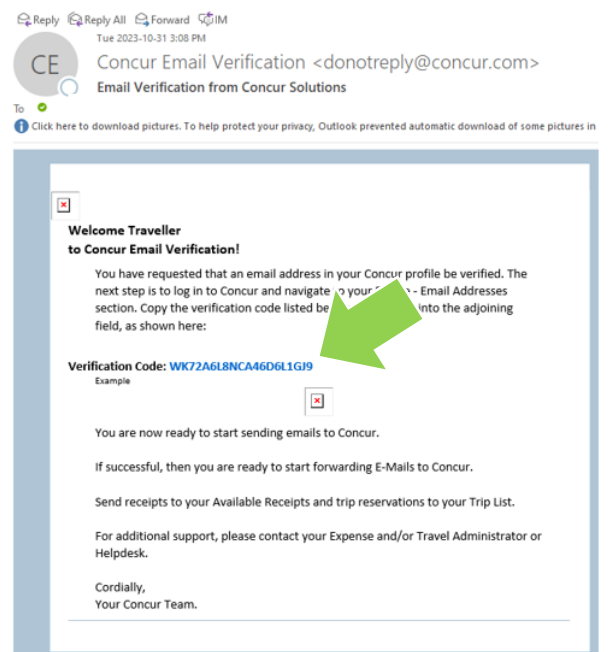 Reply Reply All Forward IM
Tue 2023-10-31 3:08 PM
CE
Concur Email Verification <donotreply@concur.com>
Email Verification from Concur Solutions
To
Click here to download pictures. To help protect your privacy, Outlook prevented automatic download of some pictures in
Welcome Traveller
to Concur Email Verification!
You have requested that an email address in your Concur profile be verified. The
next step is to log in to Concur and navigate to your - Email Addresses
section. Copy the verification code listed be into the adjoining
field, as shown here:
Verification Code: WK72A6L8NCA46D6L1GJ9
Example
You are now ready to start sending emails to Concur.
If successful, then you are ready to start forwarding E-Mails to Concur.
Send receipts to your Available Receipts and trip reservations to your Trip List.
For additional support, please contact your Expense and/or Travel Administrator or
Helpdesk.
Cordially,
Your Concur Team.